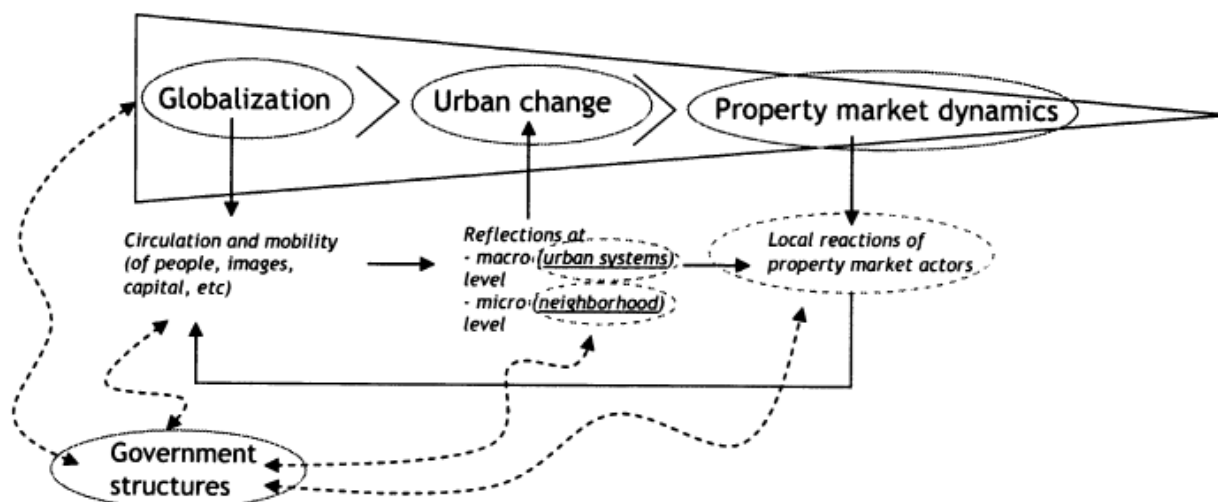 Globalization
Urban change
Property market dynamics
Circulation and mobility
(of people, images,
capital, etc)
Reflections at
- macro (urban systems)
level
- micro (neighborhood)
level
Local reactions of
property market actors
Government
structures